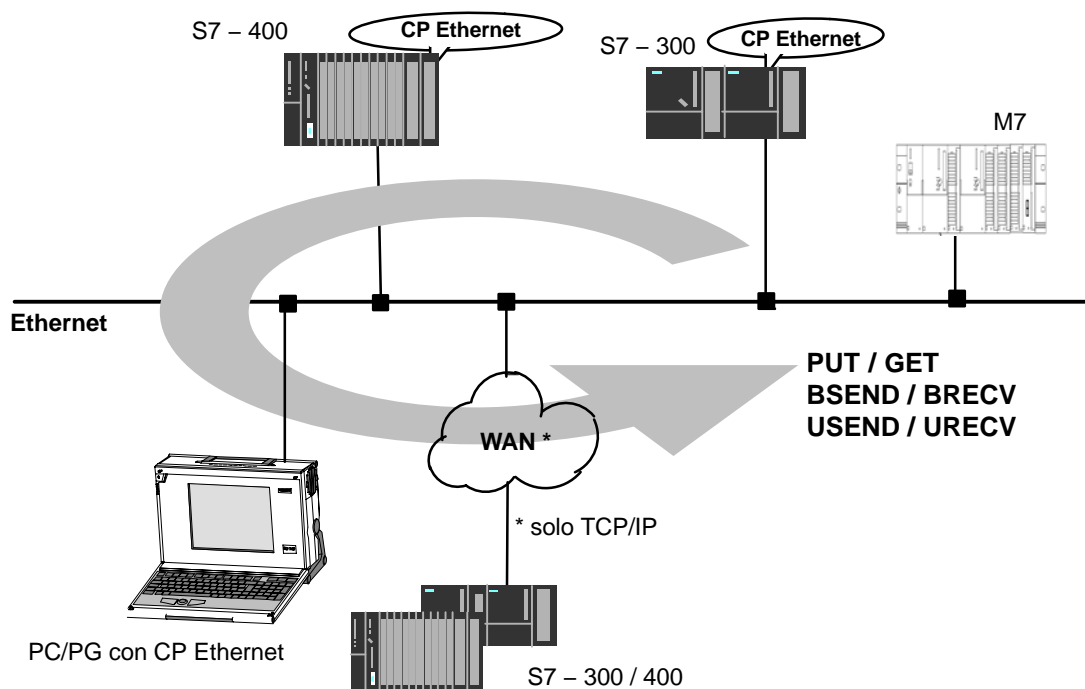 S7 – 400
CP Ethernet
S7 – 300
CP Ethernet
M7
Ethernet
PUT / GET
BSEND / BRECV
USEND / URECV
WAN *
* solo TCP/IP
PC/PG con CP Ethernet
S7 – 300 / 400